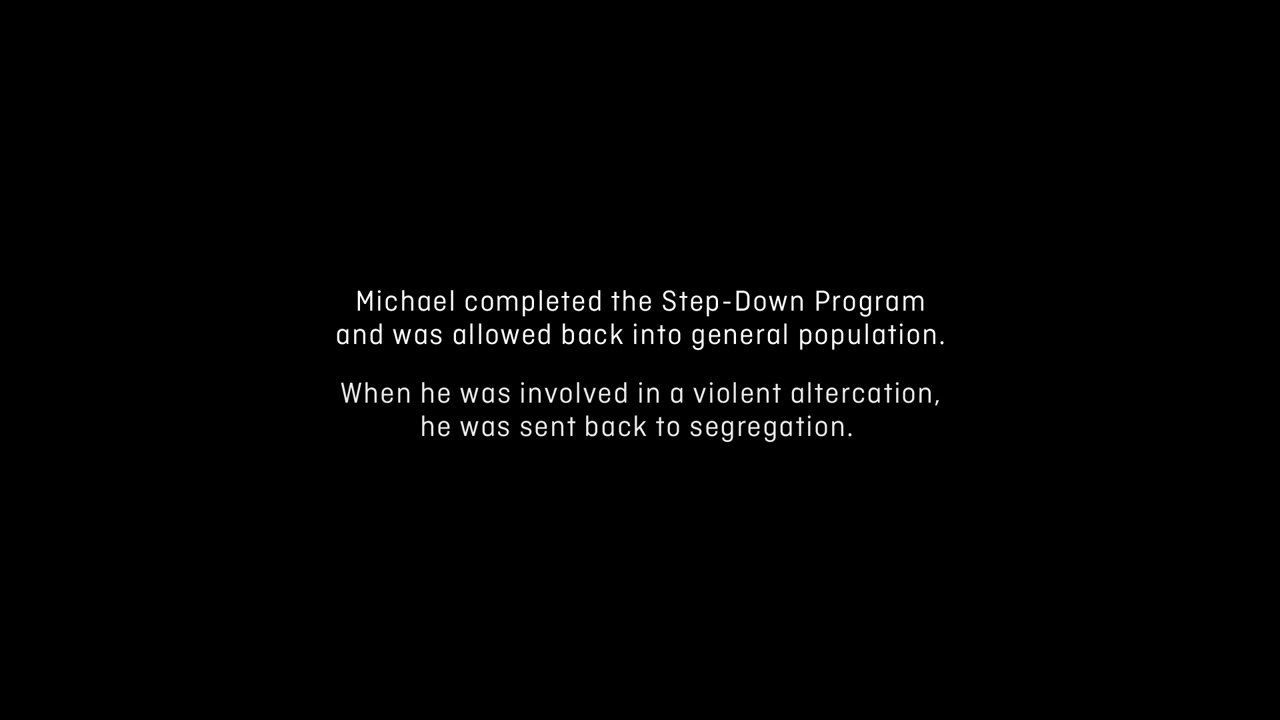 Michael completed the Step-Down Program
and was allowed back into general population.
When he was involved in a violent altercation,
he was sent back to segregation.